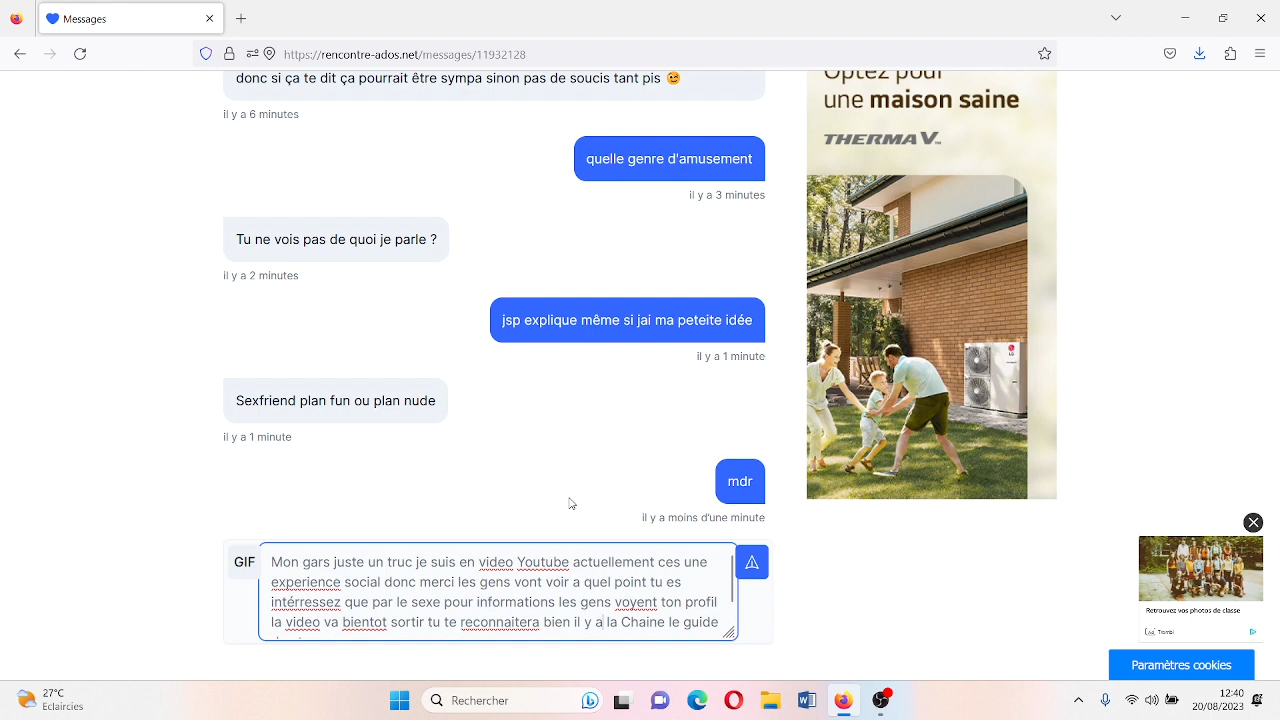 Messages
https://rencontre-ados.net/messages/11932128
donc si ça te dit ça pourrait être sympa sinon pas de soucis tant pis 😉
il y a 6 minutes
quelle genre d'amusement
il y a 3 minutes
Tu ne vois pas de quoi je parle ?
il y a 2 minutes
jsp explique même si jai ma peteite idée
il y a 1 minute
Sexfriend plan fun ou plan nude
il y a 1 minute
mdr
il y a moins d'une minute
GIF
Mon gars juste un truc je suis en video Youtube actuellement ces une
experience social donc merci les gens vont voir a quel point tu es
intérressez que par le sexe pour informations les gens voyent ton profil
la video va bientot sortir tu te reconnitera bien il y a la Chaine le guide
Optez pour
une maison saine
THERMA V™
LG
Retrouvez vos photos de classe
Ad Trombi
Paramètres cookies
27°C
Eclaircies
Rechercher
12:40
20/08/2023